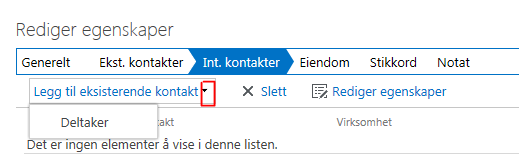 Rediger egenskaper
Generelt Ekst. kontakter Int. kontakter Eiendom Stikkord Notat
Legg til eksisterende kontakt Slett Rediger egenskaper
Deltaker Virksomhet
Det er ingen elementer å vise i denne listen.